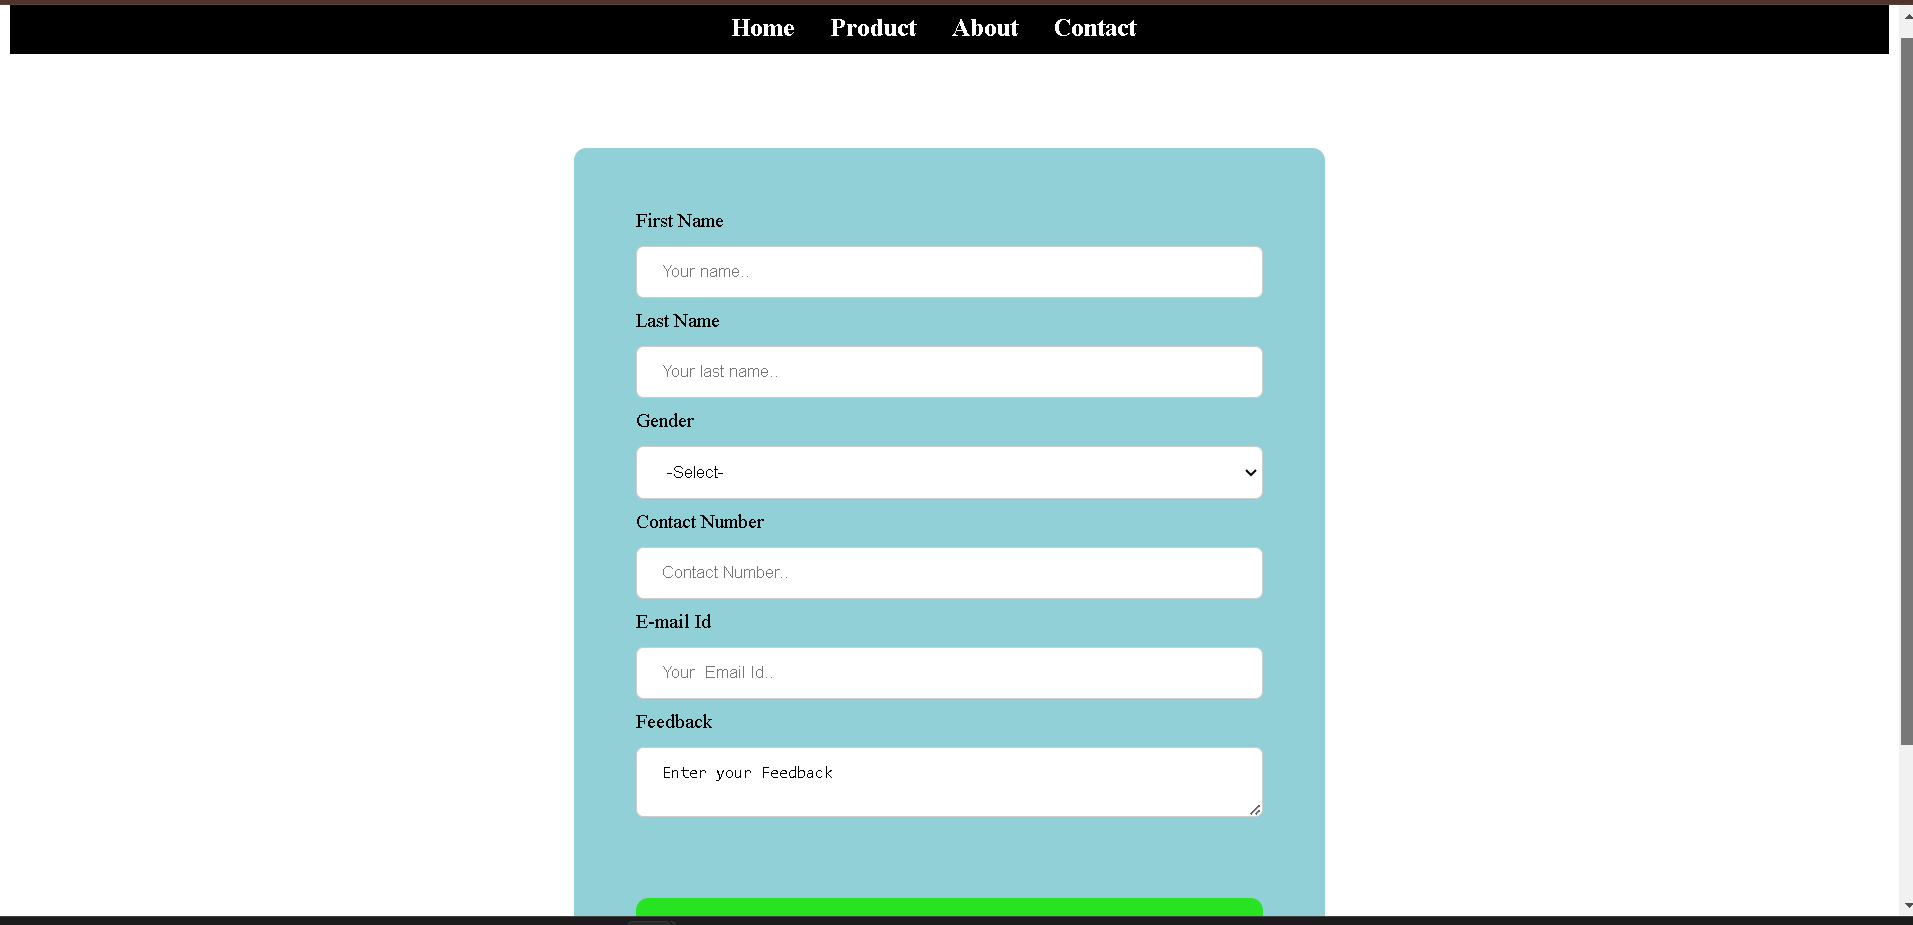 Home Product About Contact
First Name
Your name..
Last Name
Your last name..
Gender
-Select-
Contact Number
Contact Number..
E-mail Id
Your  Email Id..
Feedback
Enter your Feedback